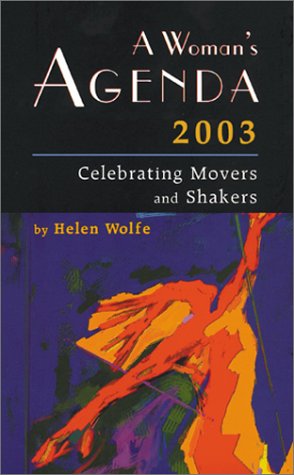 A Woman's
AGENDA
2003
Celebrating Movers
and Shakers
by Helen Wolfe